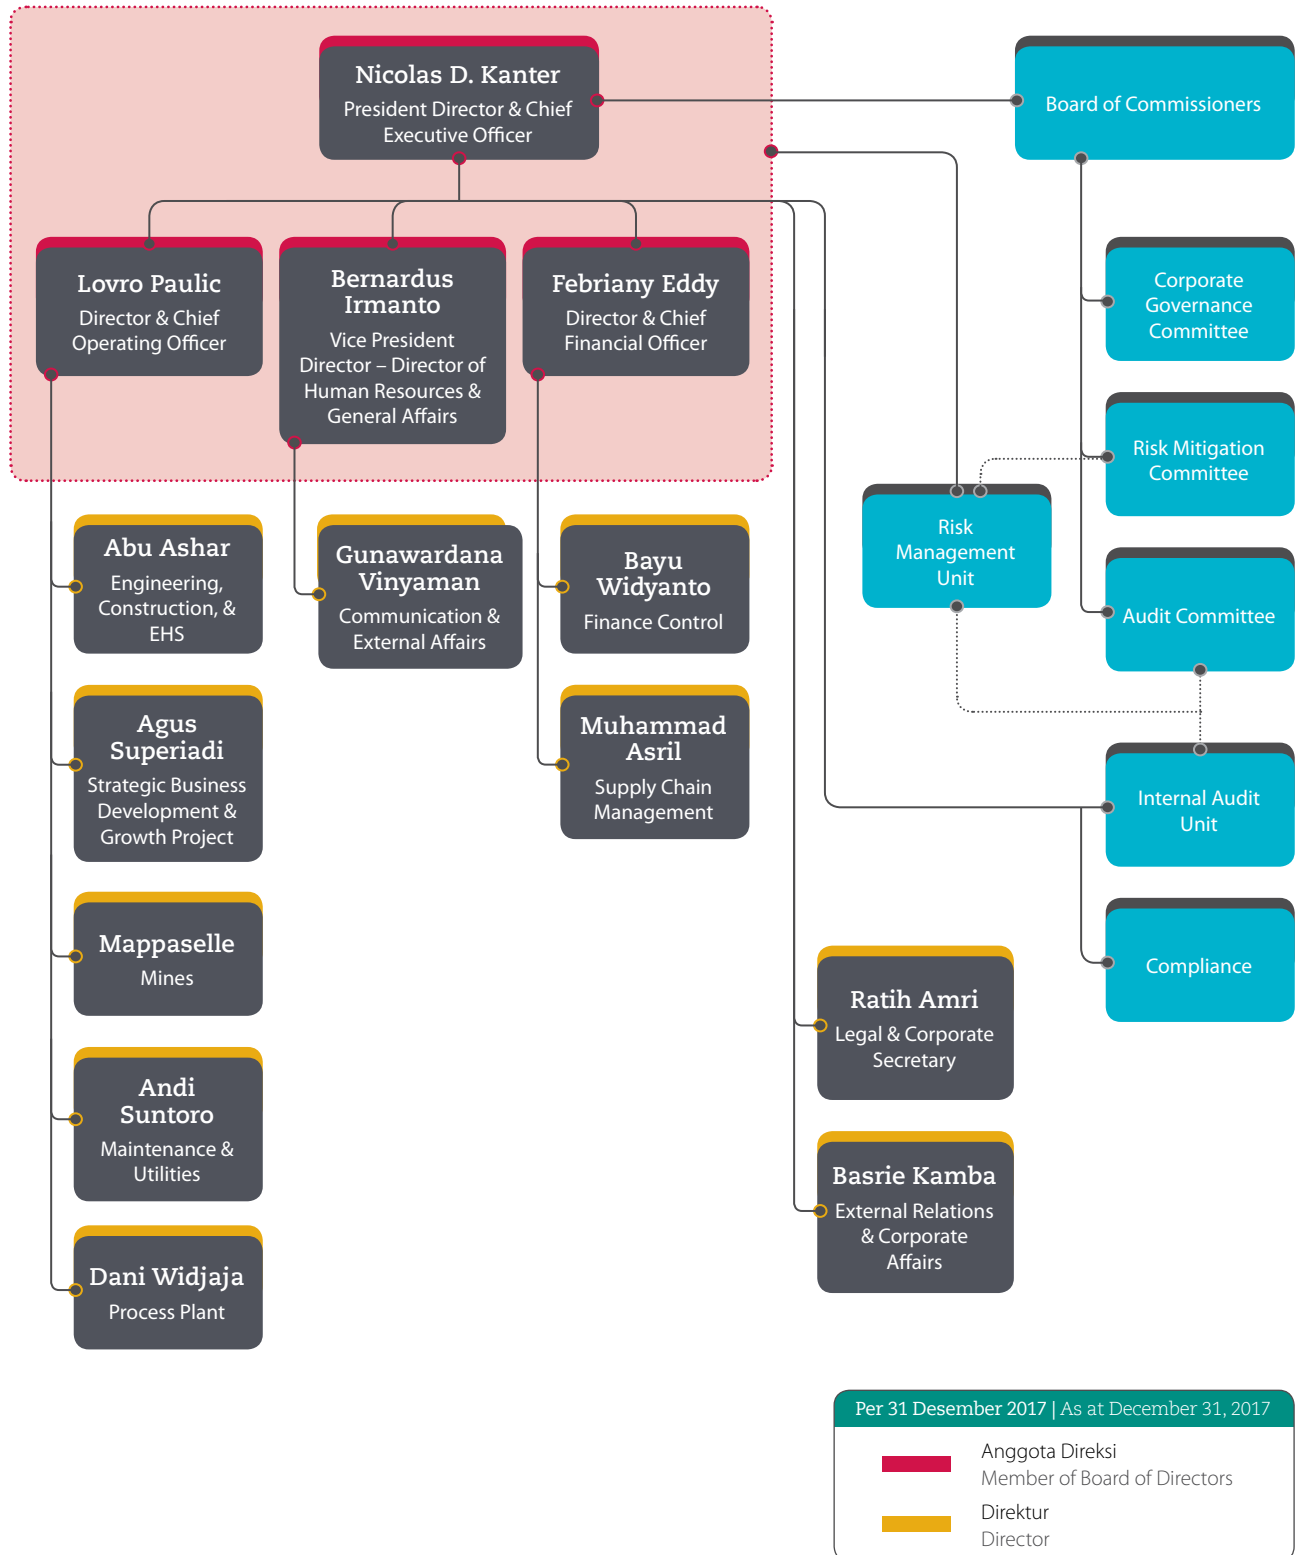 Nicolas D. Kanter
President Director & Chief
Executive Officer
Board of Commissioners
Lovro Paulic
Director & Chief
Operating Officer
Bernardus
Irmanto
Vice President
Director – Director of
Human Resources &
General Affairs
Febriany Eddy
Director & Chief
Financial Officer
Corporate
Governance
Committee
Risk Mitigation
Committee
Risk
Management
Unit
Audit Committee
Abu Ashar
Engineering,
Construction, &
EHS
Gunawardana
Vinyaman
Communication &
External Affairs
Bayu
Widyanto
Finance Control
Agus
Superiadi
Strategic Business
Development &
Growth Project
Muhammad
Asril
Supply Chain
Management
Internal Audit
Unit
Mappaselle
Mines
Compliance
Ratih Amri
Legal & Corporate
Secretary
Andi
Suntoro
Maintenance &
Utilities
Basrie Kamba
External Relations
& Corporate
Affairs
Dani Widjaja
Process Plant
Per 31 Desember 2017 | As at December 31, 2017
Anggota Direksi
Member of Board of Directors
Direktur
Director